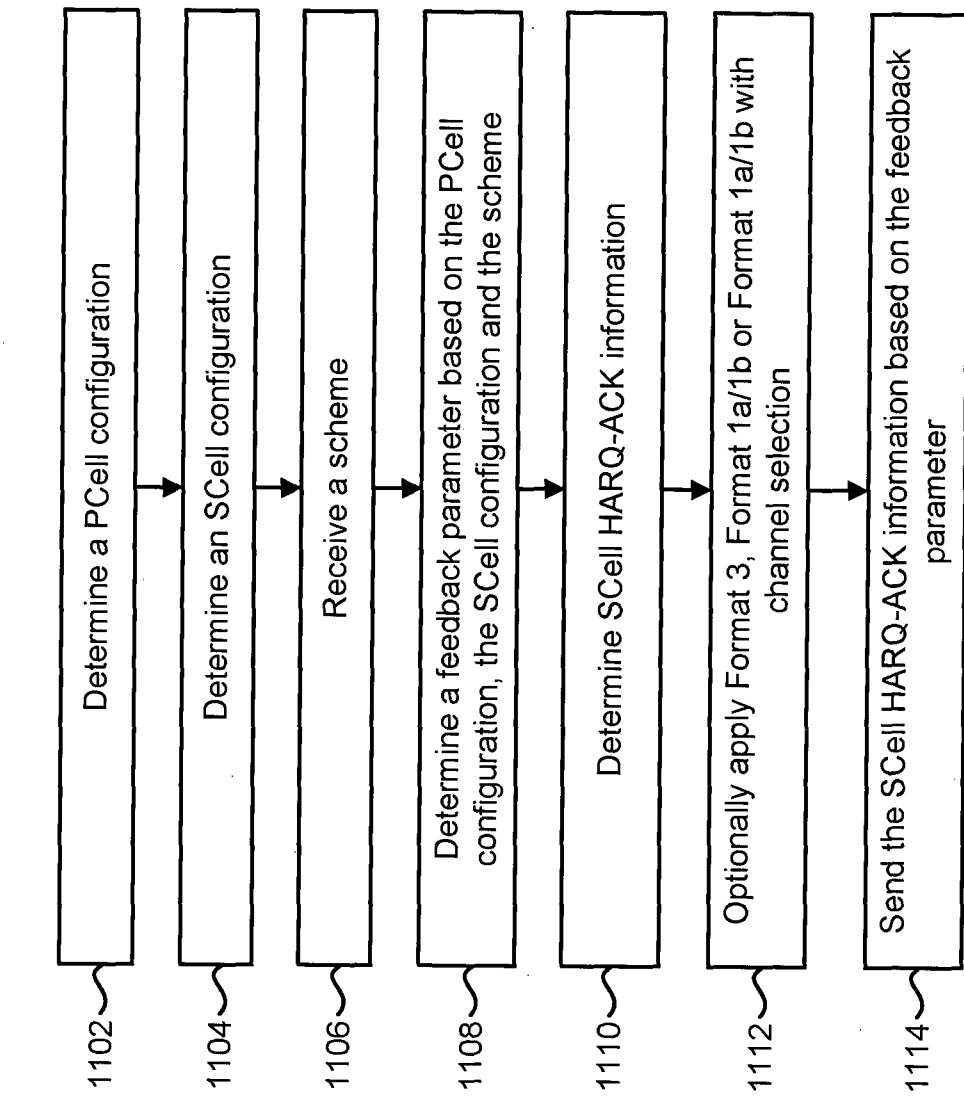 1102
Determine a PCell configuration
1104
Determine an SCell configuration
1106
Receive a scheme
1108
Determine a feedback parameter based on the PCell
configuration, the SCell configuration and the scheme
1110
Determine SCell HARQ-ACK information
1112
Optionally apply Format 3, Format 1a/1b or Format 1a/1b with
channel selection
1114
Send the SCell HARQ-ACK information based on the feedback
parameter